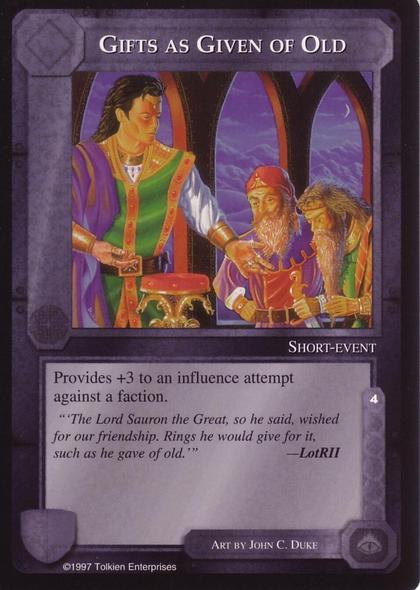 GIFTS AS GIVEN OF OLD
SHORT-EVENT
Provides +3 to an influence attempt
against a faction.
“‘The Lord Sauron the Great, so he said, wished
for our friendship. Rings he would give for it,
such as he gave of old.’” —LotRII
4
ART BY JOHN C. DUKE
©1997 Tolkien Enterprises